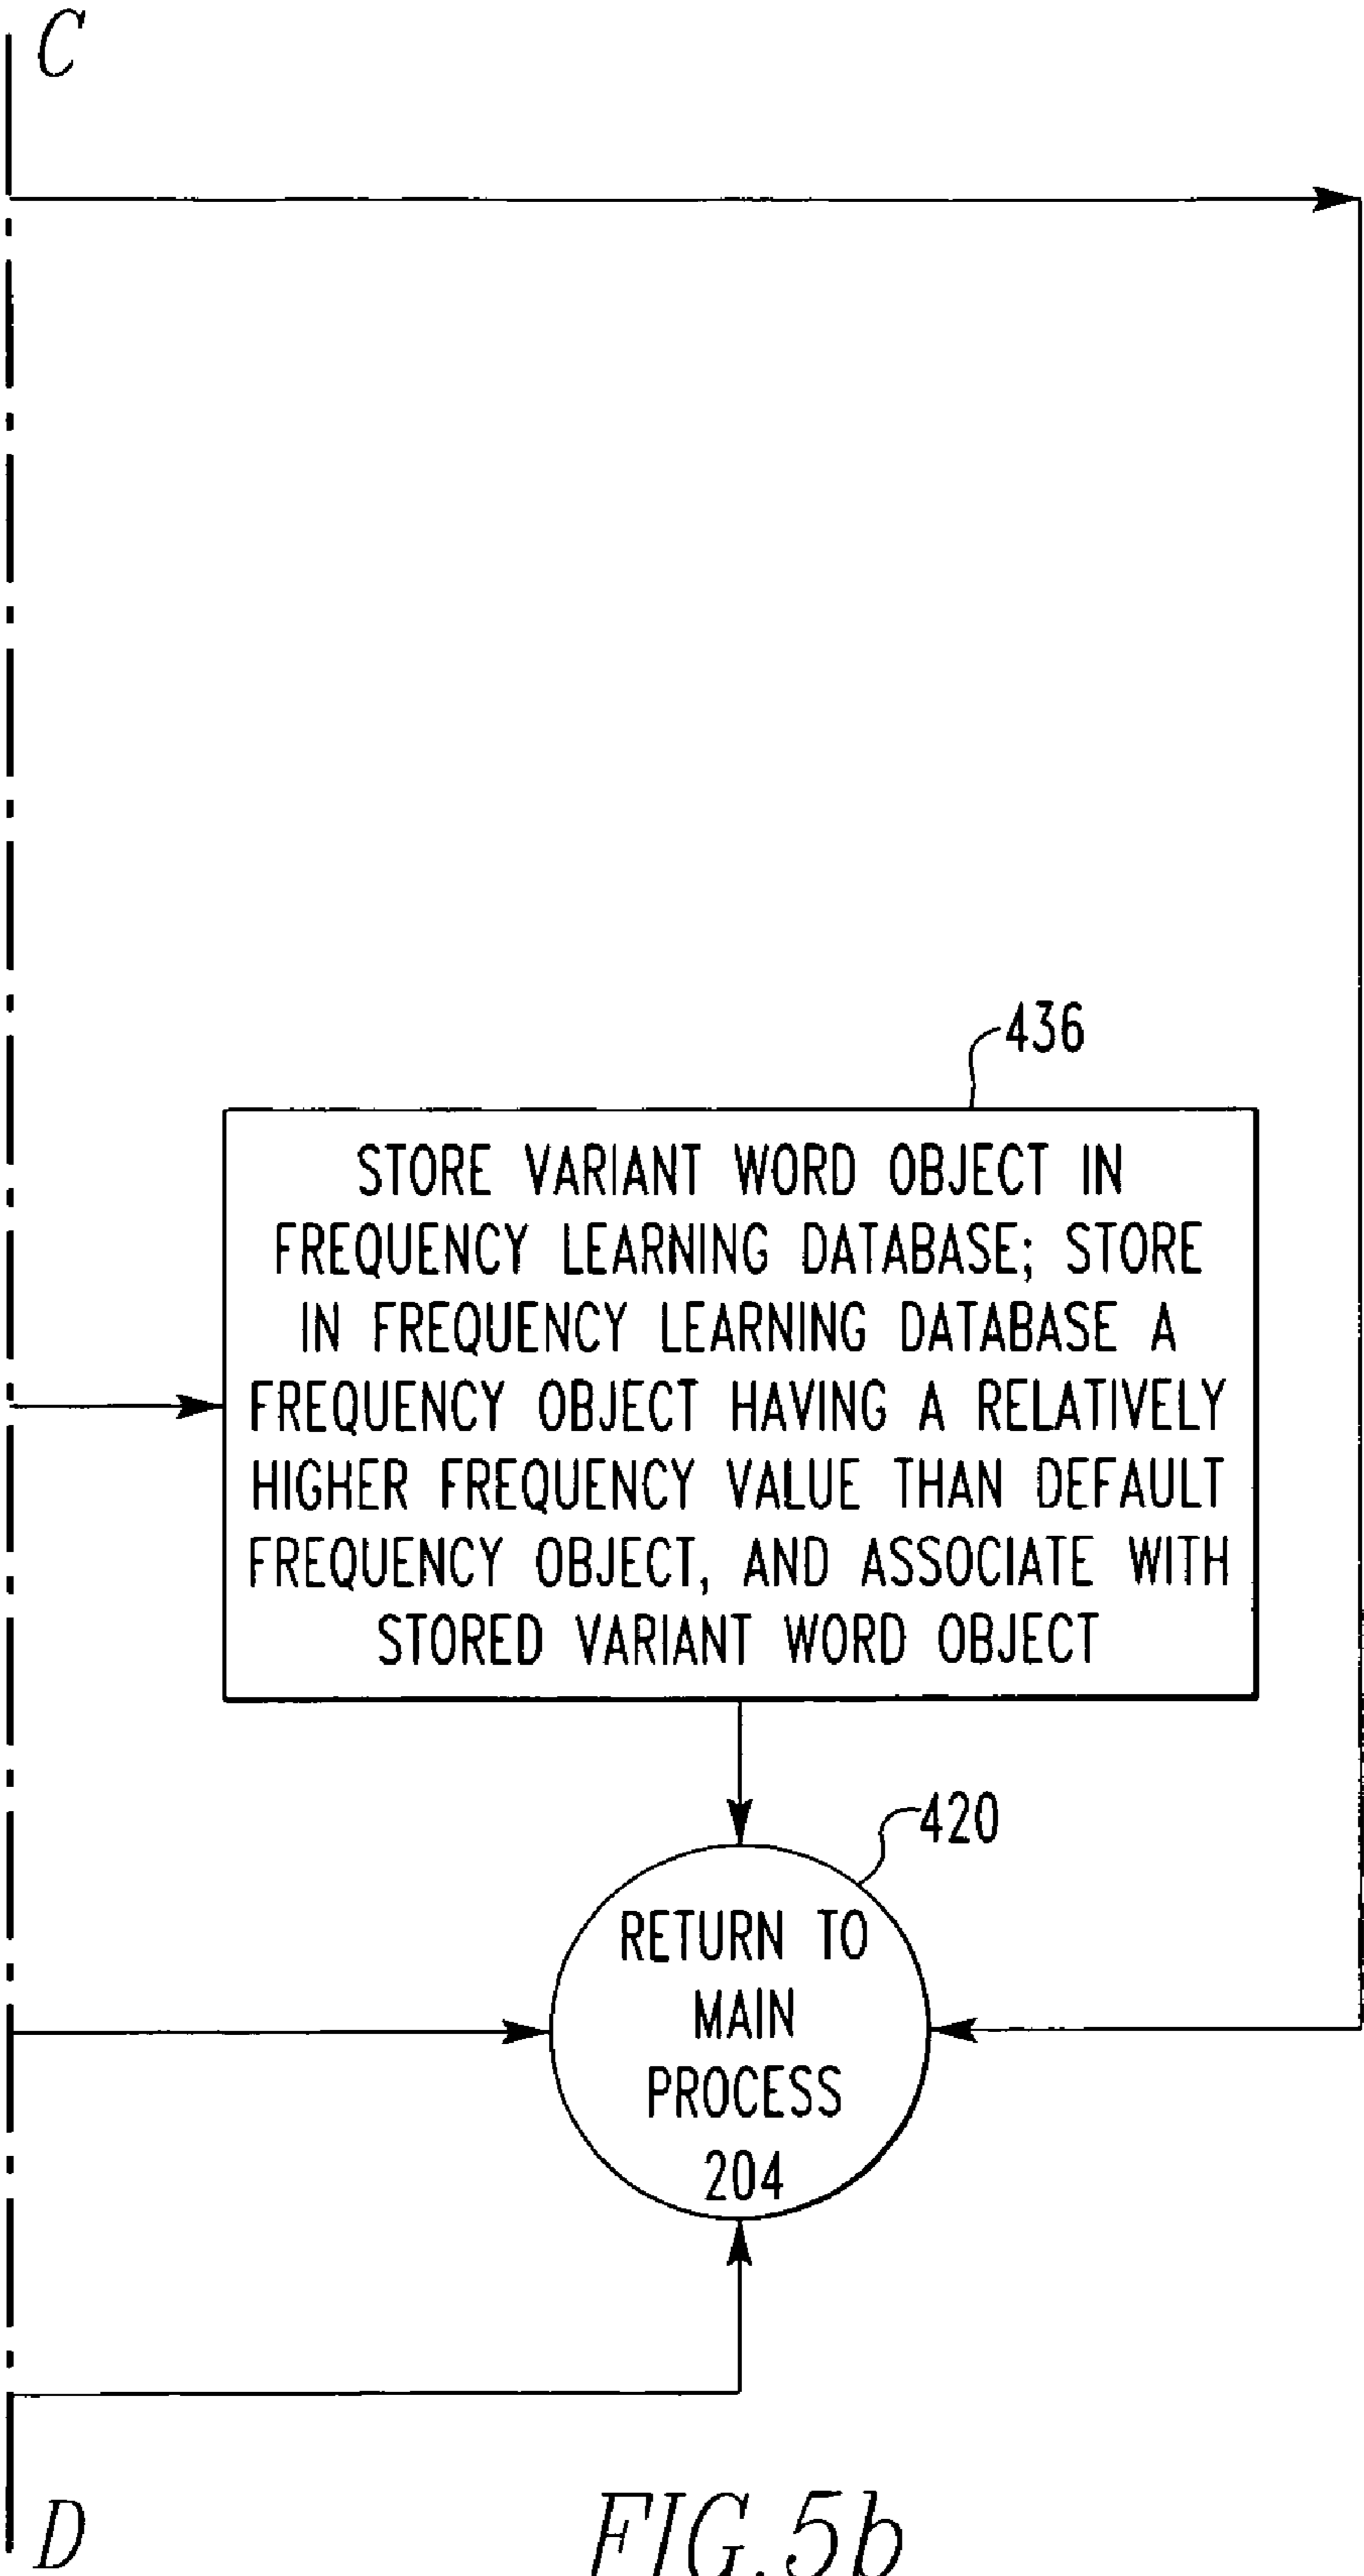 C
436
STORE VARIANT WORD OBJECT IN
FREQUENCY LEARNING DATABASE; STORE
IN FREQUENCY LEARNING DATABASE A
FREQUENCY OBJECT HAVING A RELATIVELY
HIGHER FREQUENCY VALUE THAN DEFAULT
FREQUENCY OBJECT, AND ASSOCIATE WITH
STORED VARIANT WORD OBJECT
420
RETURN TO
MAIN
PROCESS
204
D
FIG.5b